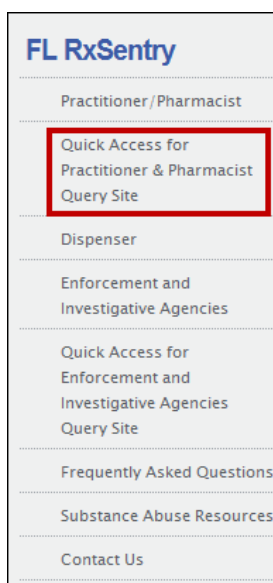 FL RxSentry
Practitioner/Pharmacist
Quick Access for
Practitioner & Pharmacist
Query Site
Dispenser
Enforcement and
Investigative Agencies
Quick Access for
Enforcement and
Investigative Agencies
Query Site
Frequently Asked Questions
Substance Abuse Resources
Contact Us